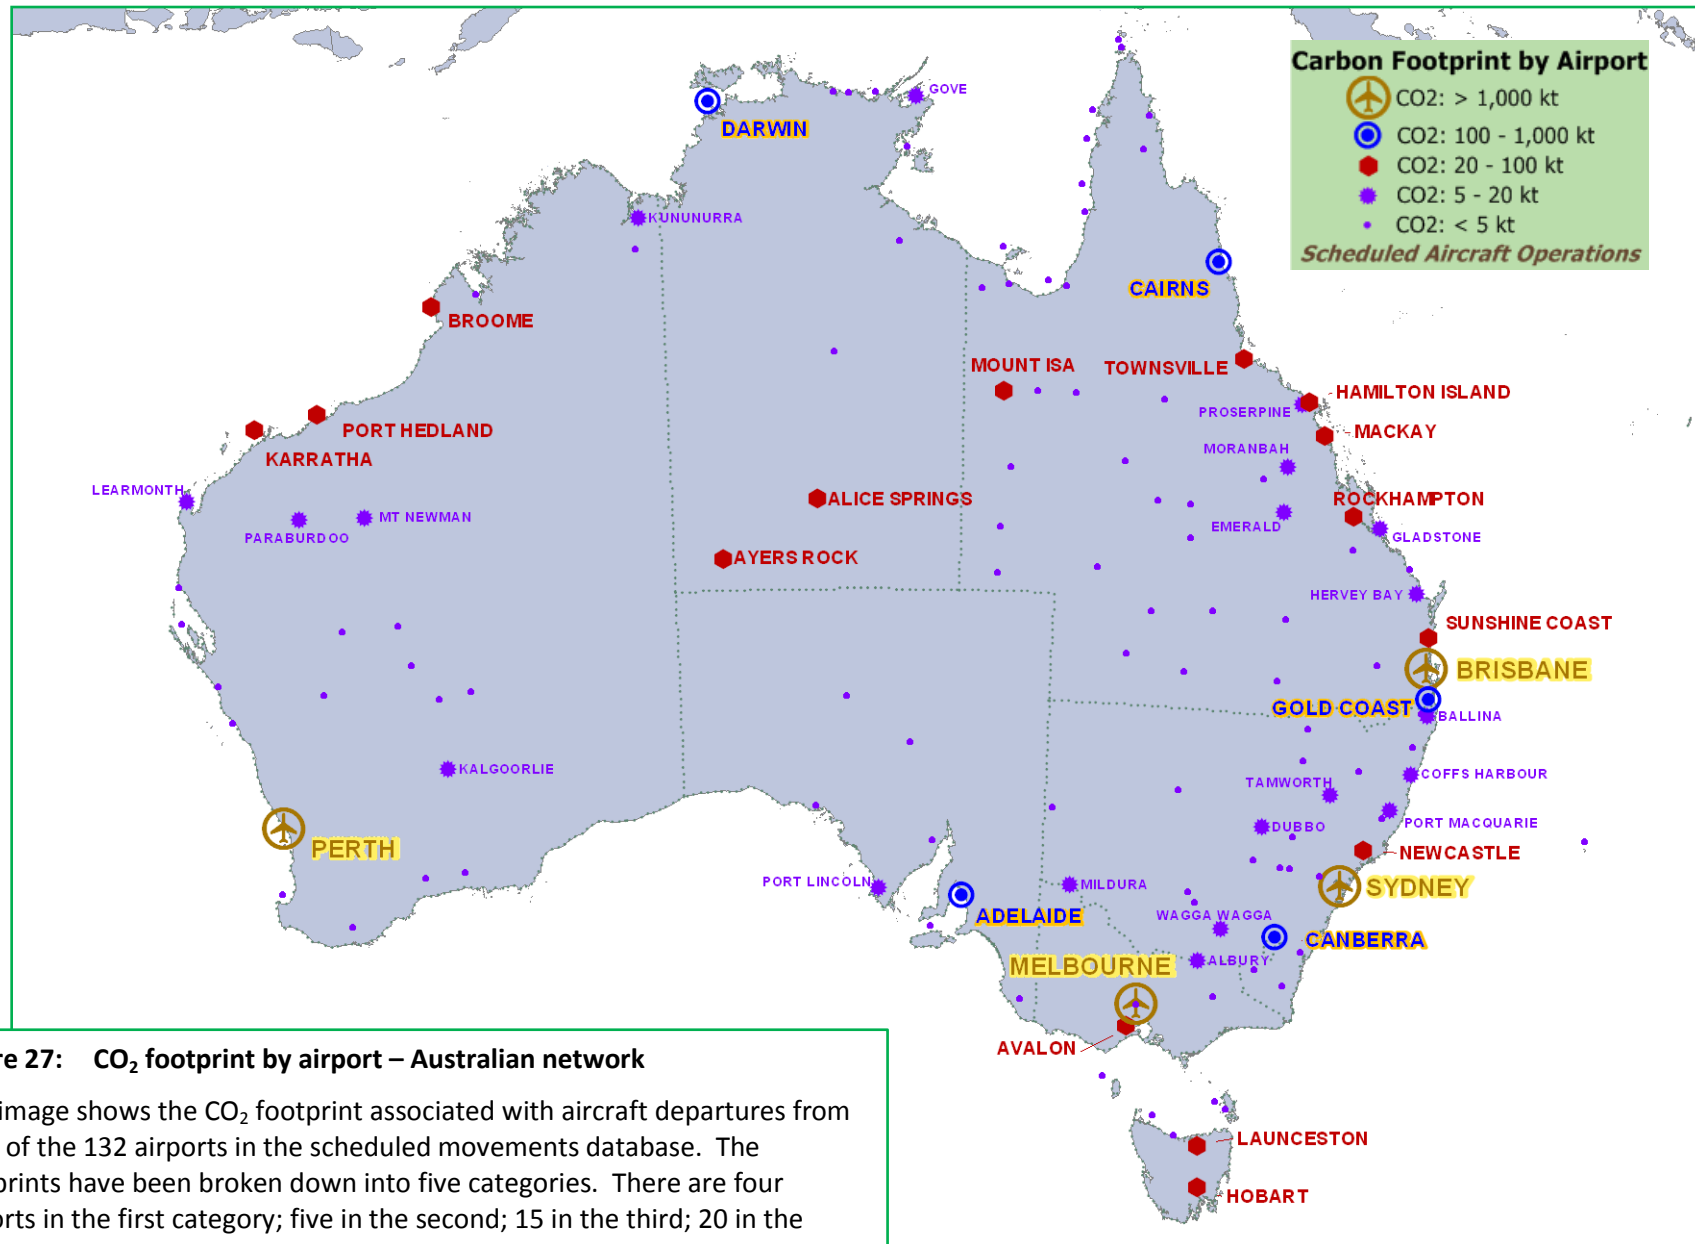 Carbon Footprint by Airport
CO2: > 1,000 kt
CO2: 100 - 1,000 kt
CO2: 20 - 100 kt
CO2: 5 - 20 kt
CO2: < 5 kt
Scheduled Aircraft Operations
GOVE
DARWIN
KUNUNURRA
CAIRNS
BROOME
MOUNT ISA
TOWNSVILLE
HAMILTON ISLAND
PROSERPINE
PORT HEDLAND
MACKAY
KARRATHA
MORANBAH
LEARMONTH
ALICE SPRINGS
ROCKHAMPTON
MT NEWMAN
EMERALD
PARABURDOO
GLADSTONE
AYERS ROCK
HERVEY BAY
SUNSHINE COAST
BRISBANE
GOLD COAST
BALLINA
KALGOORLIE
COFFS HARBOUR
TAMWORTH
PORT MACQUARIE
DUBBO
PERTH
NEWCASTLE
PORT LINCOLN
MILDURA
SYDNEY
ADELAIDE
WAGGA WAGGA
CANBERRA
ALBURY
MELBOURNE
AVALON
LAUNCESTON
HOBART
re 27: CO₂ footprint by airport – Australian network
image shows the CO₂ footprint associated with aircraft departures from
of the 132 airports in the scheduled movements database. The
prints have been broken down into five categories. There are four
orts in the first category; five in the second; 15 in the third; 20 in the